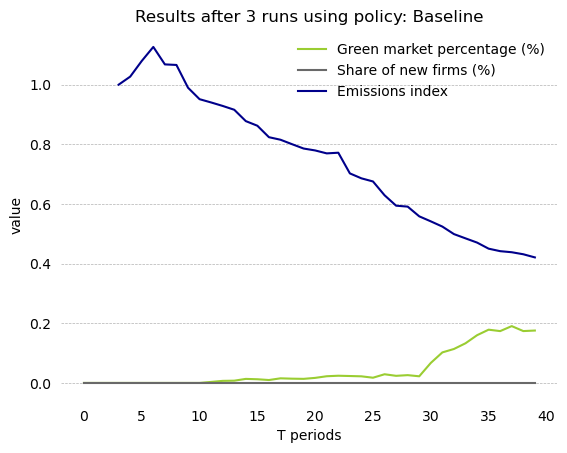 Results after 3 runs using policy: Baseline
Green market percentage (%)
Share of new firms (%)
Emissions index
value
1.0
0.8
0.6
0.4
0.2
0.0
0 5 10 15 20 25 30 35 40
T periods